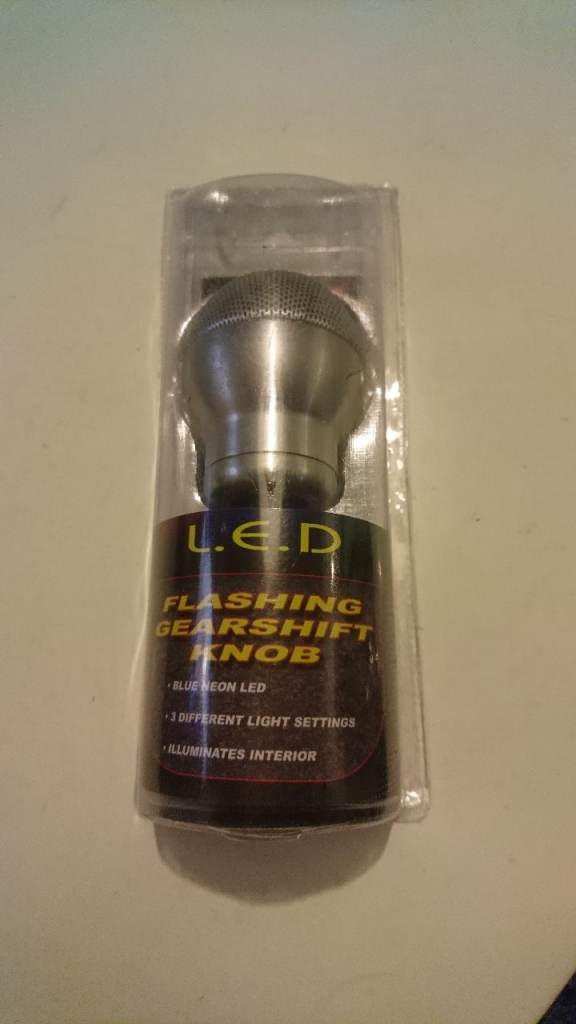 L.E.D
FLASHING
GEARSHIFT
KNOB
• BLUE NEON LED
• 3 DIFFERENT LIGHT SETTINGS
• ILLUMINATES INTERIOR